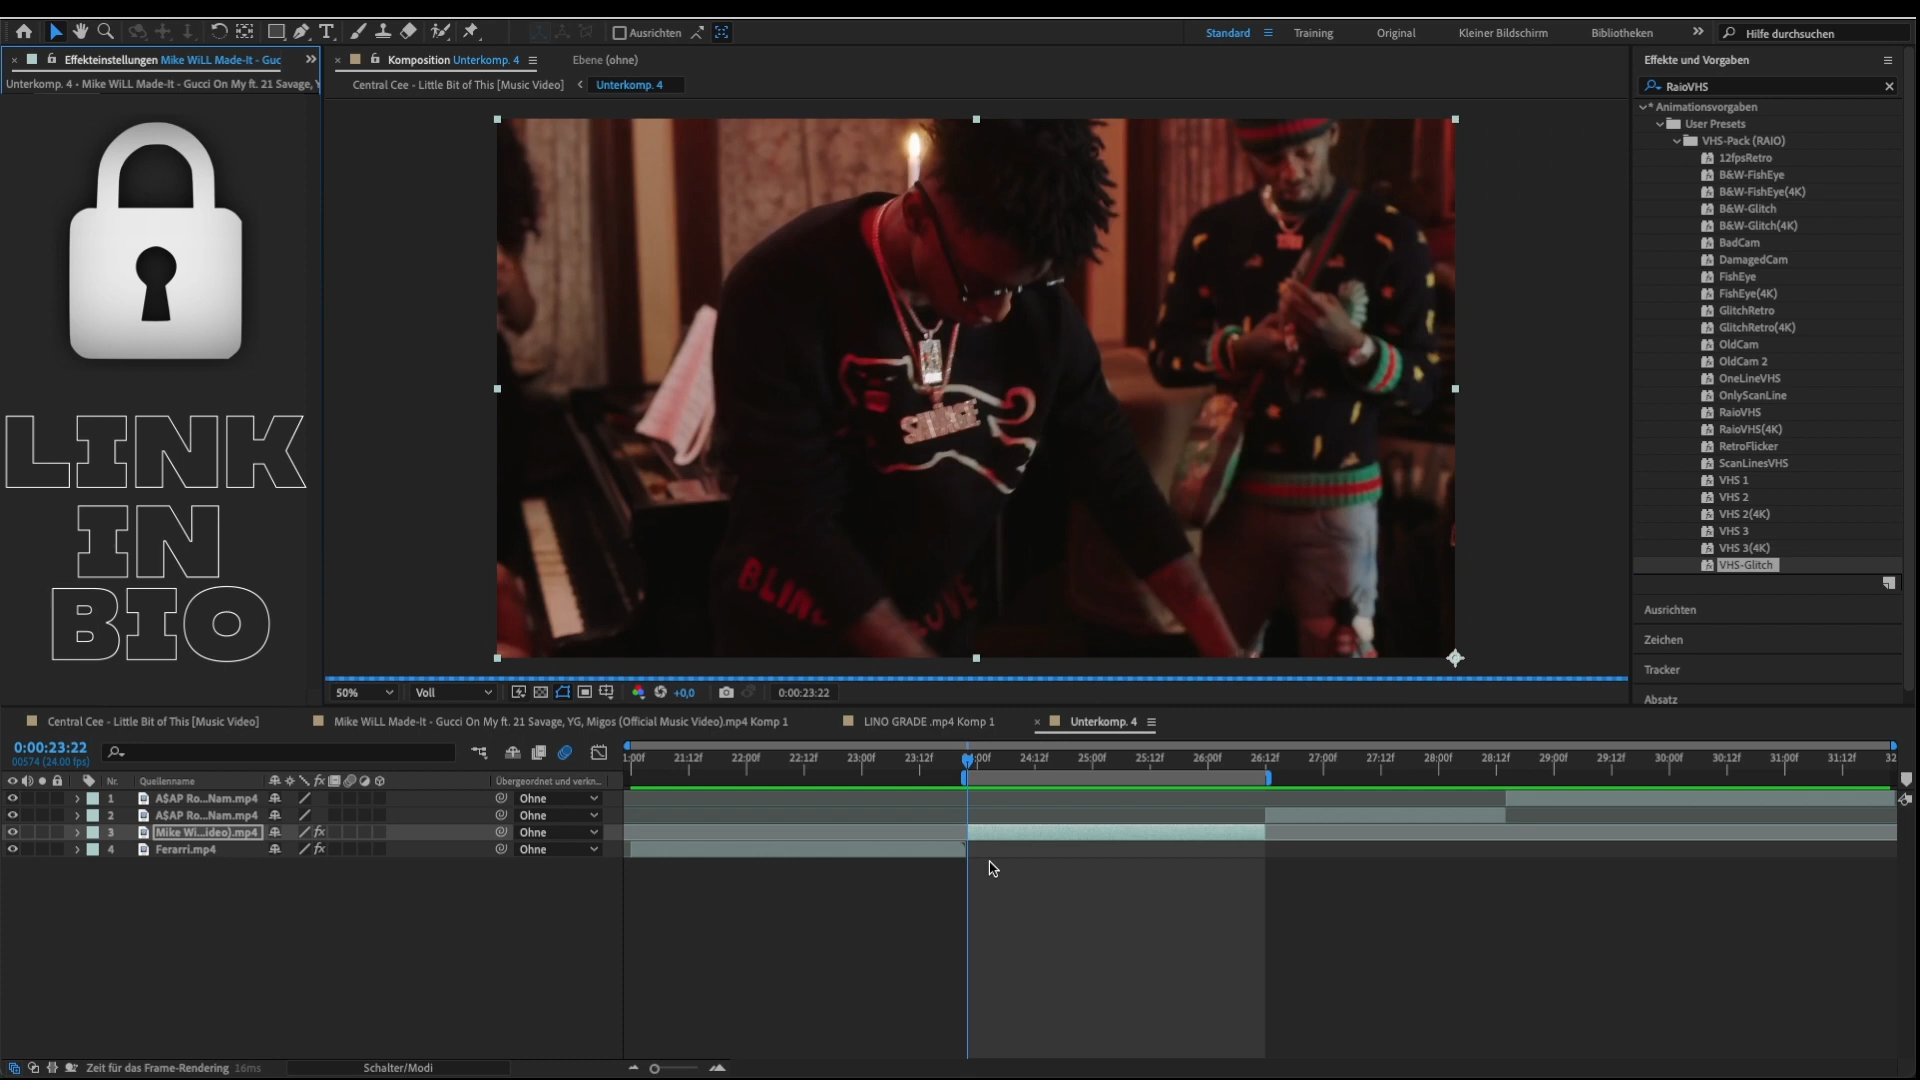 Ausrichten
Standard
Training
Original
Kleiner Bildschirm
Bibliotheken
Hilfe durchsuchen
Effekteinstellungen Mike WiLL Made-It - Guc
Unterkomp. 4 • Mike WiLL Made-It - Gucci On My ft. 21 Savage, Y
LINK
IN
BIO
Komposition Unterkomp. 4
Ebene (ohne)
Central Cee - Little Bit of This [Music Video]
Unterkomp. 4
BLIND
LOVE
50%
Voll
+0,0
0:00:23:22
Effekte und Vorgaben
RaioVHS
* Animationsvorgaben
User Presets
VHS-Pack (RAIO)
12fpsRetro
B&W-FishEye
B&W-FishEye(4K)
B&W-Glitch
B&W-Glitch(4K)
BadCam
DamagedCam
FishEye
FishEye(4K)
GlitchRetro
GlitchRetro(4K)
OldCam
OldCam 2
OneLineVHS
OnlyScanLine
RaioVHS
RaioVHS(4K)
RetroFlicker
ScanLinesVHS
VHS 1
VHS 2
VHS 2(4K)
VHS 3
VHS 3(4K)
VHS-Glitch
Ausrichten
Zeichen
Tracker
Absatz
Central Cee - Little Bit of This [Music Video]
Mike WiLL Made-It - Gucci On My ft. 21 Savage, YG, Migos (Official Music Video).mp4 Komp 1
LINO GRADE .mp4 Komp 1
Unterkomp. 4
0:00:23:22
00574 (24.00 fps)
1:00f 21:12f 22:00f 22:12f 23:00f 23:12f :00f 24:12f 25:00f 25:12f 26:00f 26:12f 27:00f 27:12f 28:00f 28:12f 29:00f 29:12f 30:00f 30:12f 31:00f 31:12f 32
Nr. Quellenname
Übergeordnet und verkn...
1 A$AP Ro...Nam.mp4 Ohne
2 A$AP Ro...Nam.mp4 Ohne
3 Mike Wi...ideo).mp4 fx Ohne
4 Ferarri.mp4 fx Ohne
Zeit für das Frame-Rendering 16ms
Schalter/Modi